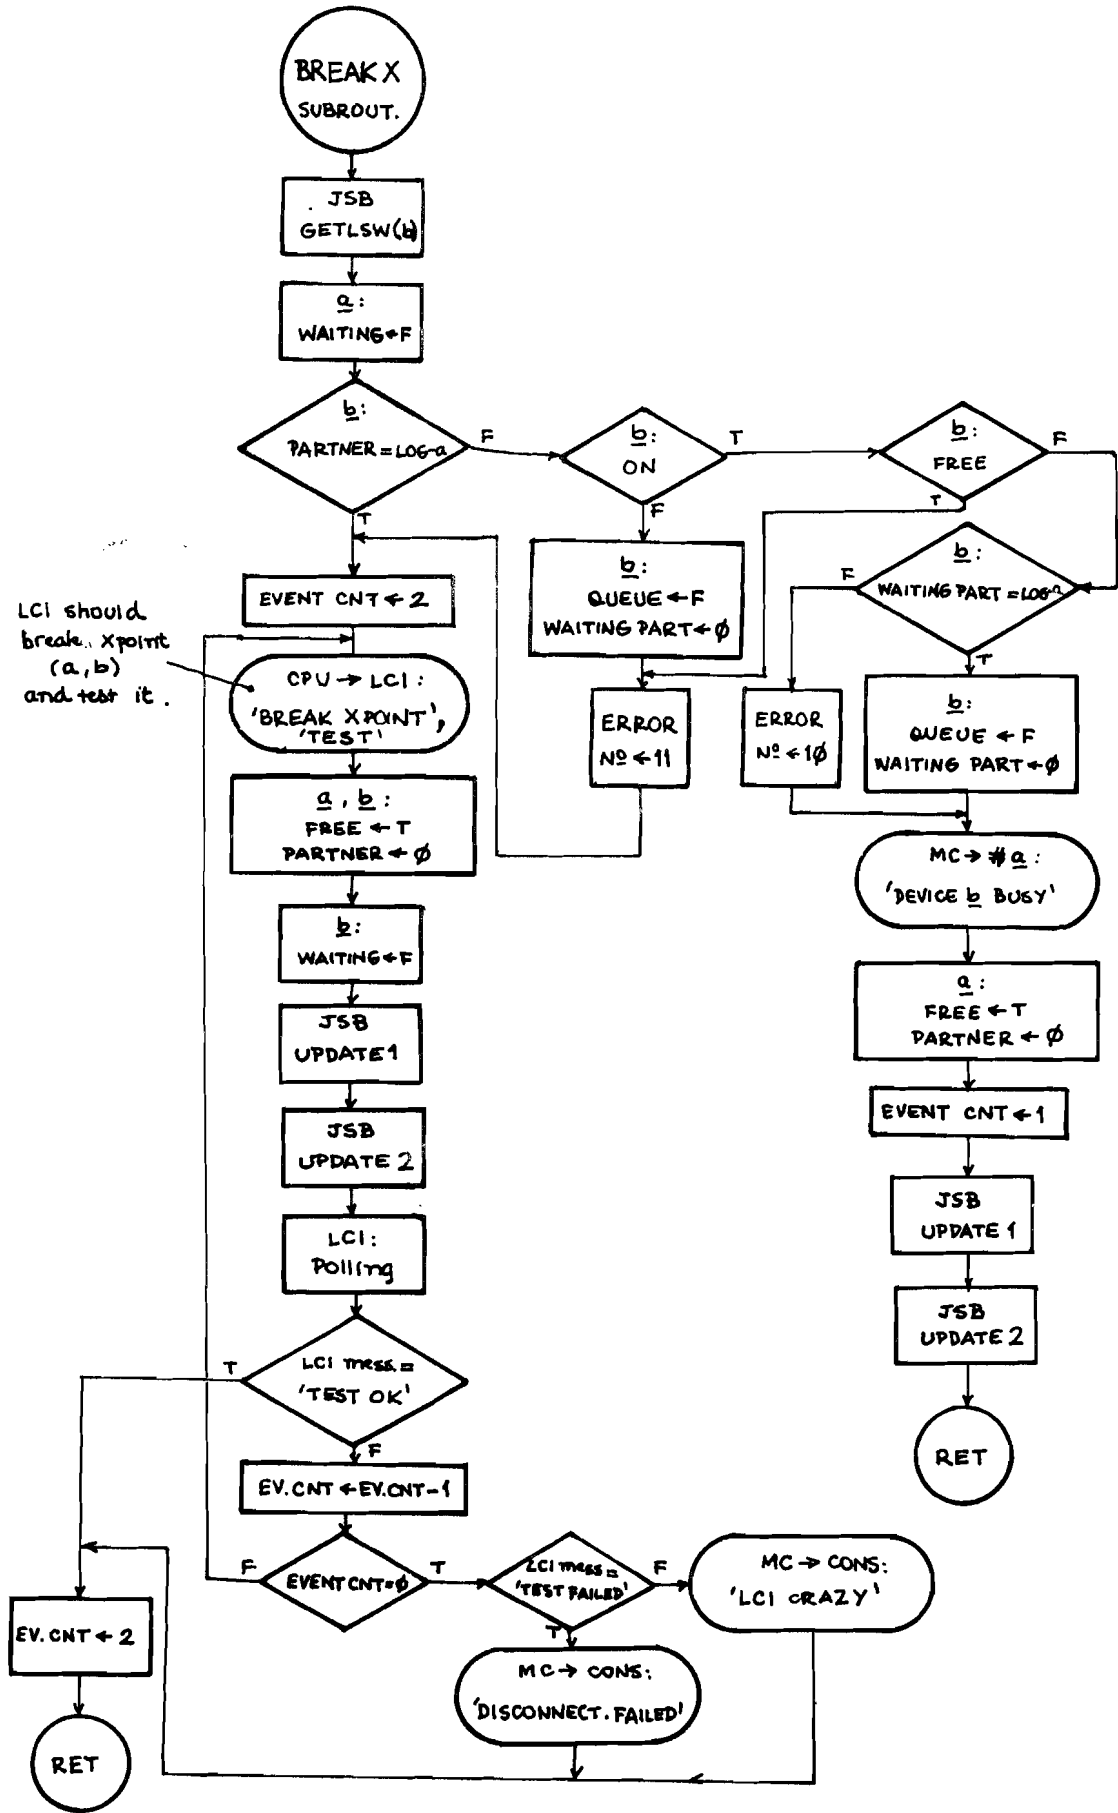 BREAK X
SUBROUT.
JSB
GETLSW(b)
a:
WAITING←F
b:
PARTNER=LOG-a
F
T
b:
ON
T
F
b:
FREE
F
T
b:
QUEUE ← F
WAITING PART ← Ø
b:
WAITING PART = LOG-a
F
T
EVENT CNT ← 2
LCI should
break. Xpoint
(a, b)
and test it.
CPU → LCI:
'BREAK XPOINT',
'TEST'
ERROR
Nº ← 11
ERROR
Nº ← 1Ø
b:
QUEUE ← F
WAITING PART ← Ø
a, b:
FREE ← T
PARTNER ← Ø
MC → # a:
'DEVICE b BUSY'
b:
WAITING ← F
a:
FREE ← T
PARTNER ← Ø
JSB
UPDATE 1
EVENT CNT ← 1
JSB
UPDATE 2
JSB
UPDATE 1
LCI:
Polling
JSB
UPDATE 2
LCI mess. =
'TEST OK'
T
F
RET
EV.CNT ← EV.CNT - 1
EVENT CNT = Ø
F
T
LCI mess =
'TEST FAILED'
F
T
MC → CONS:
'LCI CRAZY'
EV. CNT ← 2
MC → CONS:
'DISCONNECT. FAILED'
RET